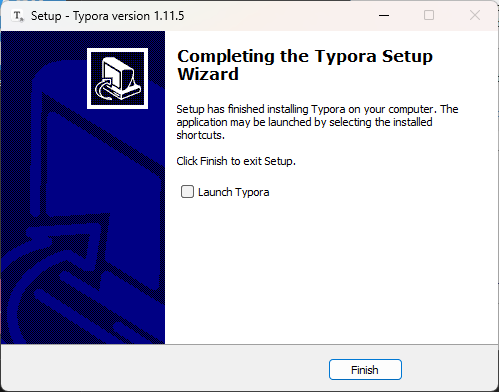 Setup - Typora version 1.11.5
Completing the Typora Setup
Wizard
Setup has finished installing Typora on your computer. The
application may be launched by selecting the installed
shortcuts.
Click Finish to exit Setup.
Launch Typora
Finish